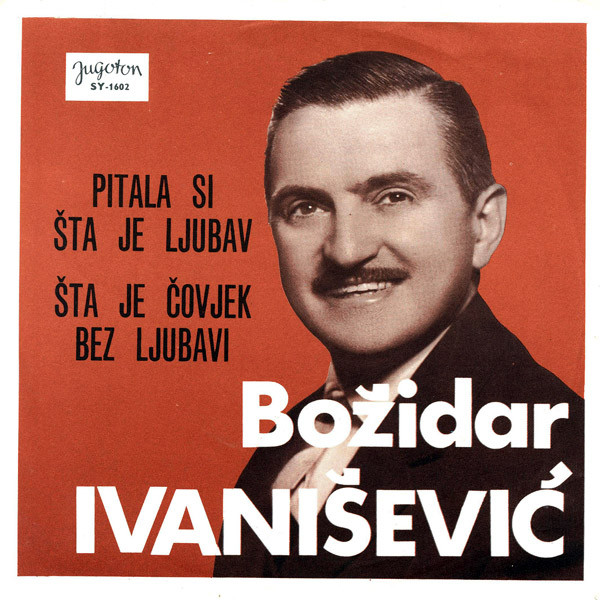 Jugoton
SY-1602
PITALA SI
ŠTA JE LJUBAV
ŠTA JE ČOVJEK
BEZ LJUBAVI
Božidar
IVANIŠEVIĆ